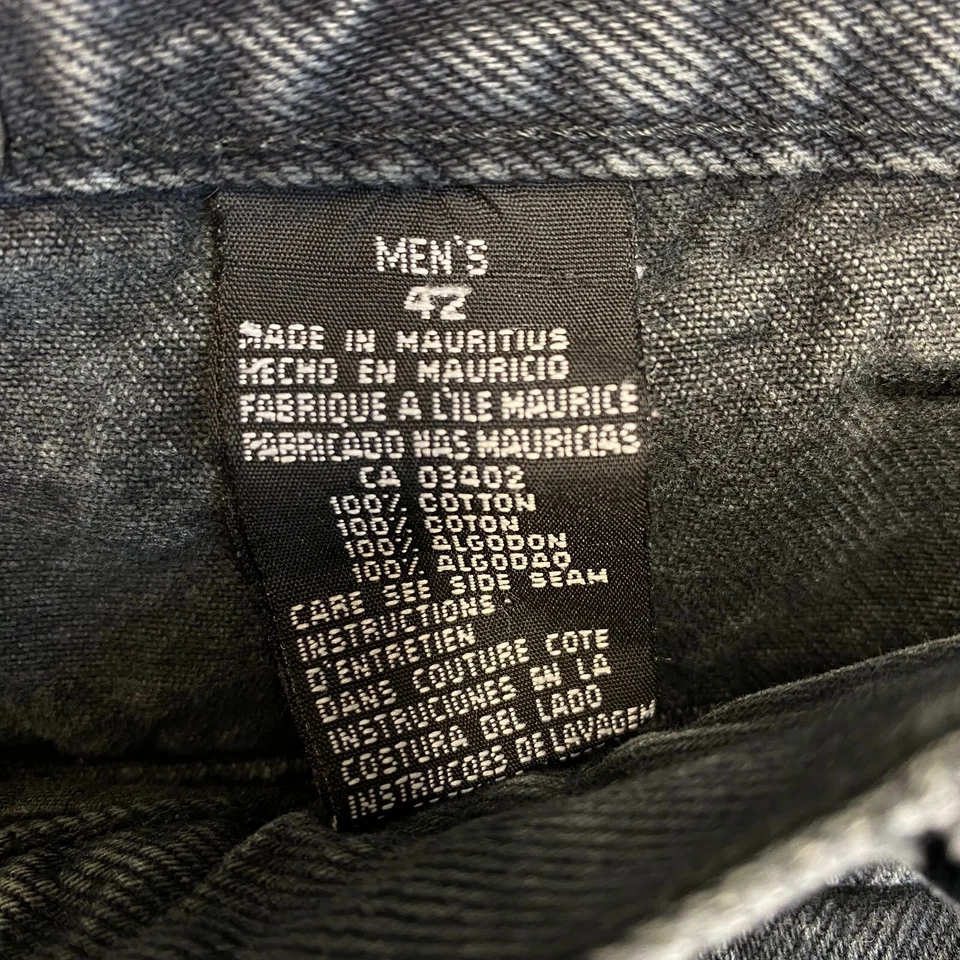 MEN'S
42
MADE IN MAURITIUS
HECHO EN MAURICIO
FABRIQUE A L'ILE MAURICE
FABRICADO NAS MAURICIAS
CA 03402
100% COTTON
100% COTON
100% ALGODON
100% ALGODAO
CARE SEE SIDE SEAM
INSTRUCTIONS
D'ENTRETIEN
DANS COUTURE COTE
INSTRUCIONES EN LA
COSTURA DEL LADO
INSTRUCOES DE LAVAGEM